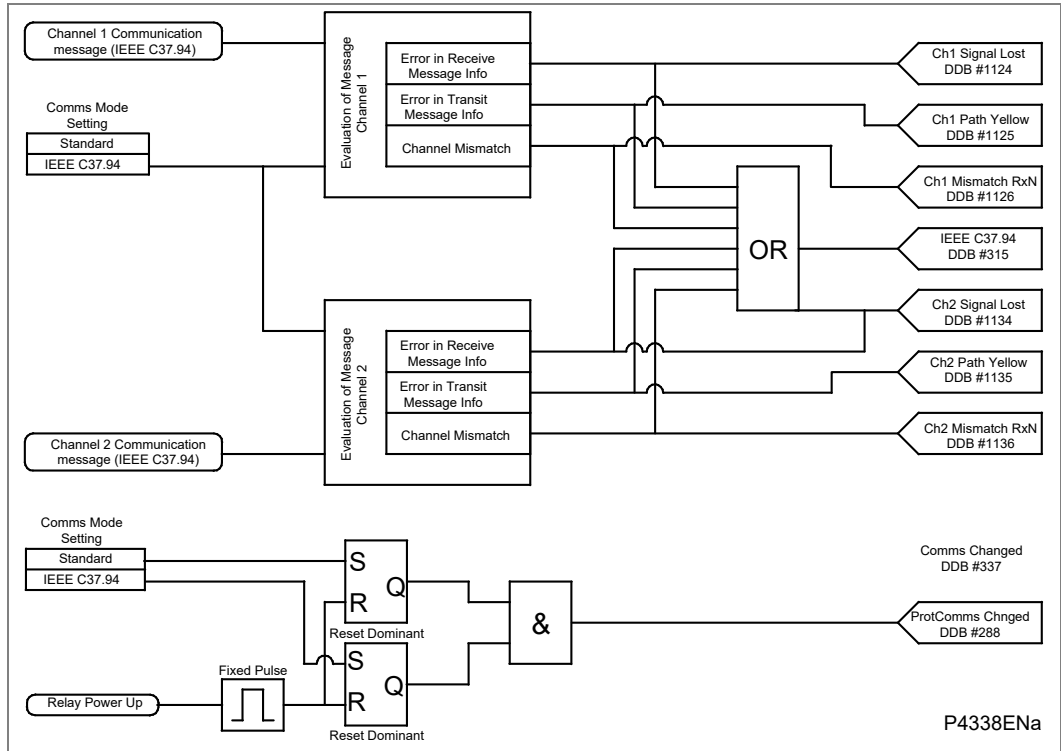 Channel 1 Communication
message (IEEE C37.94)
Comms Mode
Setting
Standard
IEEE C37.94
Evaluation of Message
Channel 1
Error in Receive
Message Info
Error in Transit
Message Info
Channel Mismatch
Ch1 Signal Lost
DDB #1124
Ch1 Path Yellow
DDB #1125
Ch1 Mismatch RxN
DDB #1126
OR
IEEE C37.94
DDB #315
Ch2 Signal Lost
DDB #1134
Ch2 Path Yellow
DDB #1135
Ch2 Mismatch RxN
DDB #1136
Evaluation of Message
Channel 2
Error in Receive
Message Info
Error in Transit
Message Info
Channel Mismatch
Channel 2 Communication
message (IEEE C37.94)
Comms Mode
Setting
Standard
IEEE C37.94
S
Q
R
Reset Dominant
S
Q
R
Reset Dominant
Fixed Pulse
Relay Power Up
&
Comms Changed
DDB #337
ProtComms Chnged
DDB #288
P4338ENa